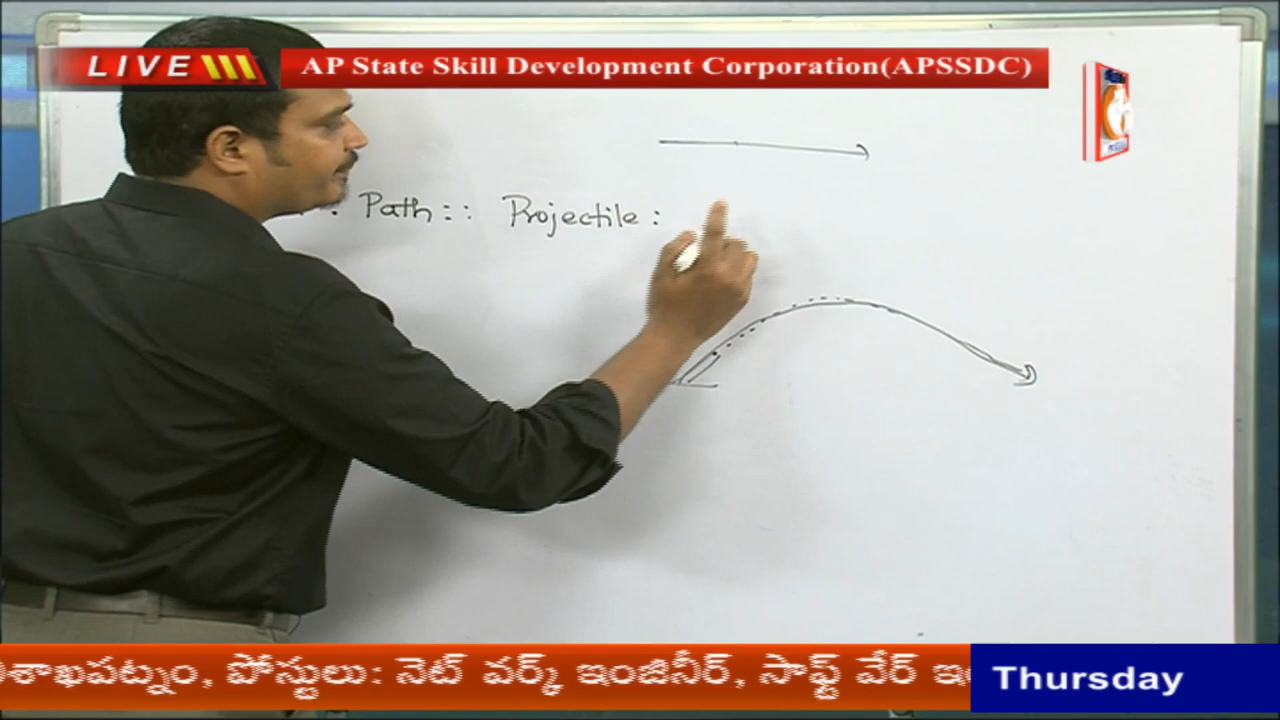 LIVE AP State Skill Development Corporation(APSSDC)
Path:: Projectile:
శాఖపట్నం, పోస్టులు: నెట్ వర్క్ ఇంజినీర్, సాఫ్ట్ వేర్
Thursday